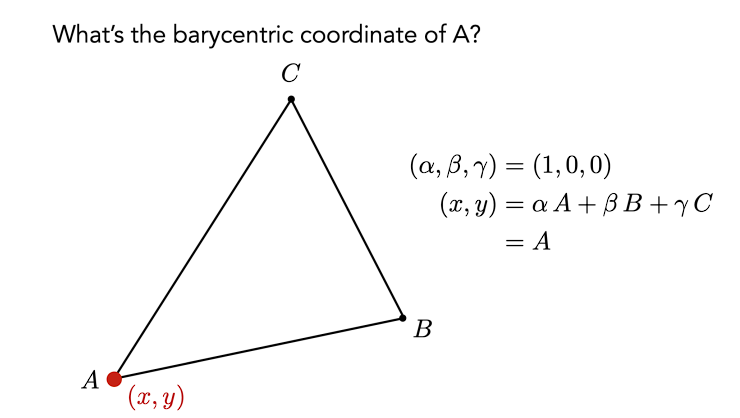 What's the barycentric coordinate of A?
C
(α, β, γ) = (1, 0, 0)
(x, y) = α A + β B + γ C
= A
B
A
(x, y)